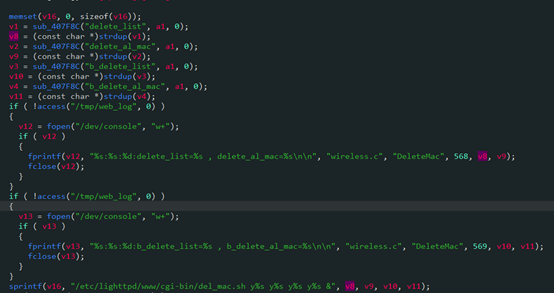 memset(v16, 0, sizeof(v16));
v1 = sub_407F8C("delete_list", a1, 0);
v8 = (const char *)strdup(v1);
v2 = sub_407F8C("delete_al_mac", a1, 0);
v9 = (const char *)strdup(v2);
v3 = sub_407F8C("b_delete_list", a1, 0);
v10 = (const char *)strdup(v3);
v4 = sub_407F8C("b_delete_al_mac", a1, 0);
v11 = (const char *)strdup(v4);
if ( !access("/tmp/web_log", 0) )
{
v12 = fopen("/dev/console", "w+");
if ( v12 )
{
fprintf(v12, "%s:%s:%d:delete_list=%s , delete_al_mac=%s\n\n", "wireless.c", "DeleteMac", 568, v8, v9);
fclose(v12);
}
}
if ( !access("/tmp/web_log", 0) )
{
v13 = fopen("/dev/console", "w+");
if ( v13 )
{
fprintf(v13, "%s:%s:%d:b_delete_list=%s , b_delete_al_mac=%s\n\n", "wireless.c", "DeleteMac", 569, v10, v11);
fclose(v13);
}
}
sprintf(v16, "/etc/lighttpd/www/cgi-bin/del_mac.sh y%s y%s y%s y%s &", v8, v9, v10, v11);